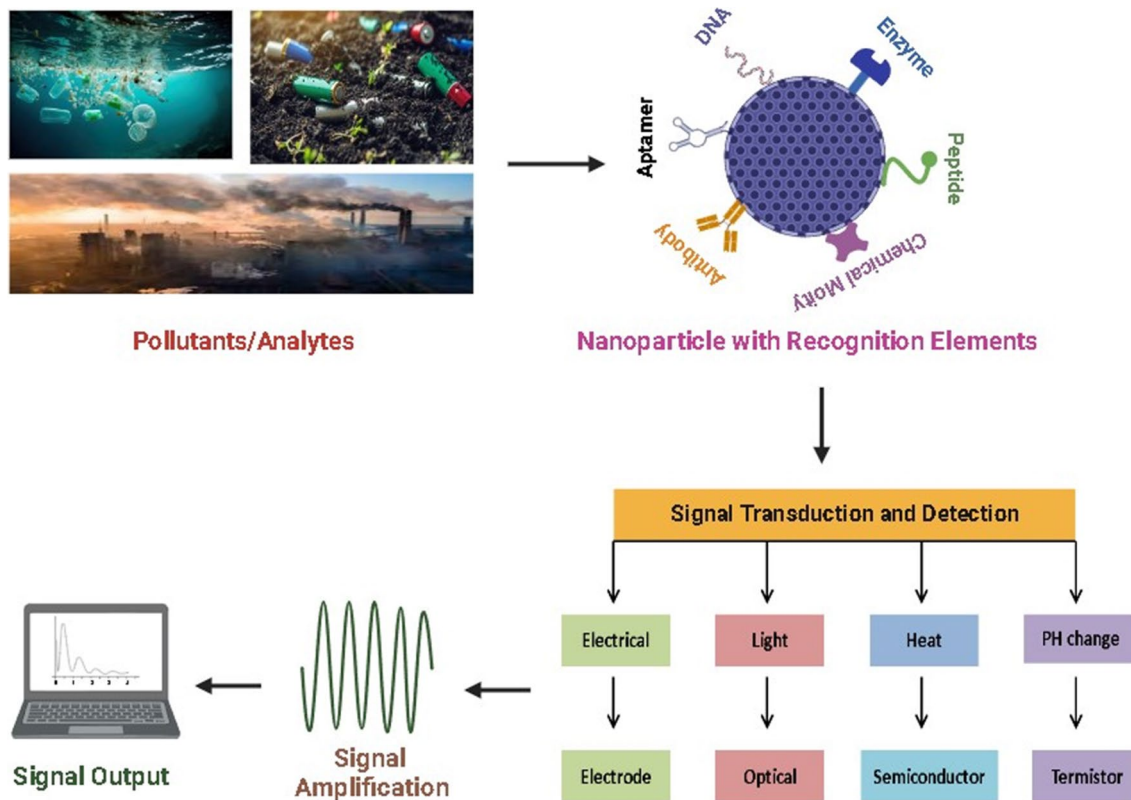 DNA
Enzyme
Aptamer
Peptide
Antibody
Chemical Moity
Pollutants/Analytes
Nanoparticle with Recognition Elements
Signal Transduction and Detection
Electrical
Light
Heat
PH change
Electrode
Optical
Semiconductor
Termistor
Signal
Amplification
Signal Output